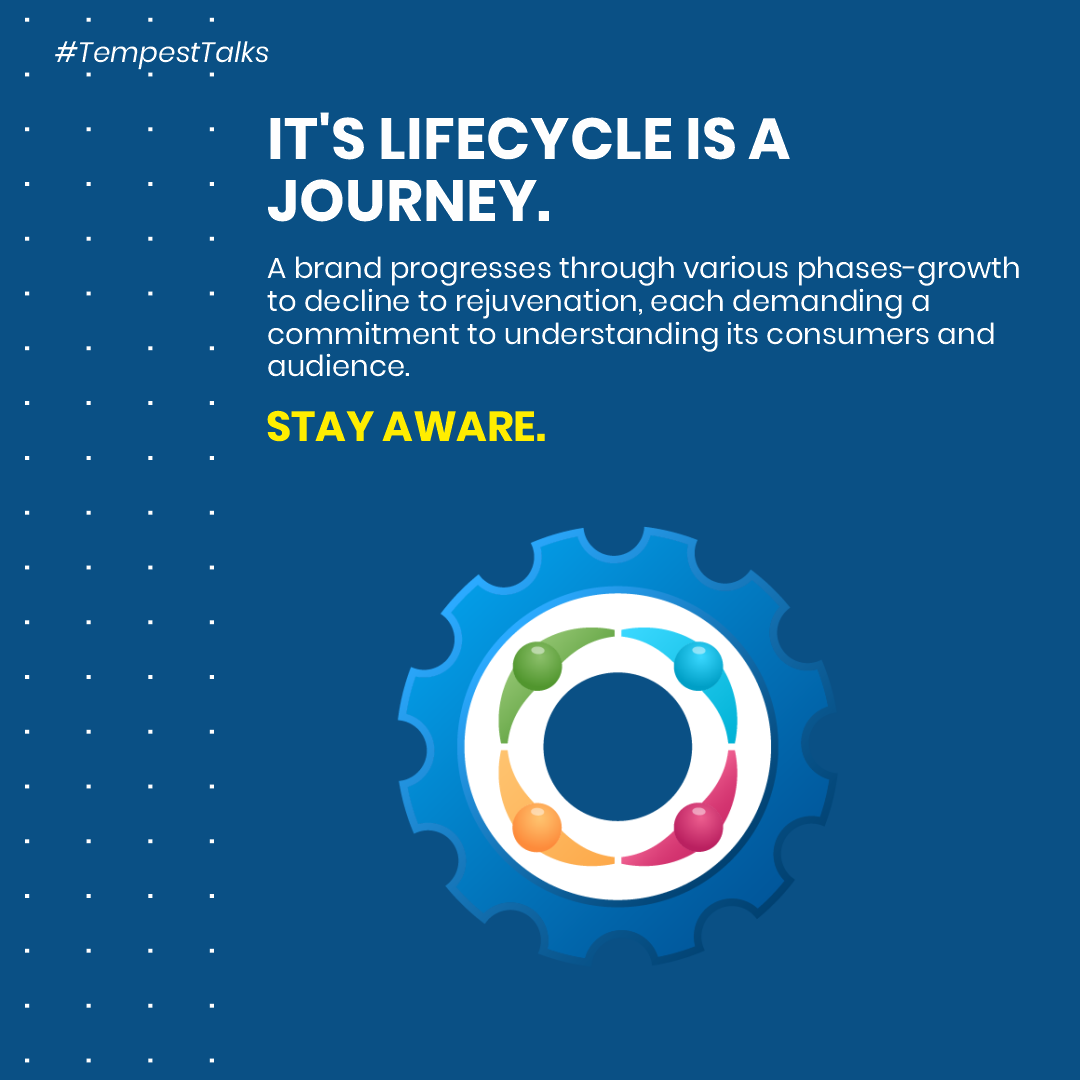 #TempestTalks
IT'S LIFECYCLE IS A
JOURNEY.
A brand progresses through various phases-growth
to decline to rejuvenation, each demanding a
commitment to understanding its consumers and
audience.
STAY AWARE.